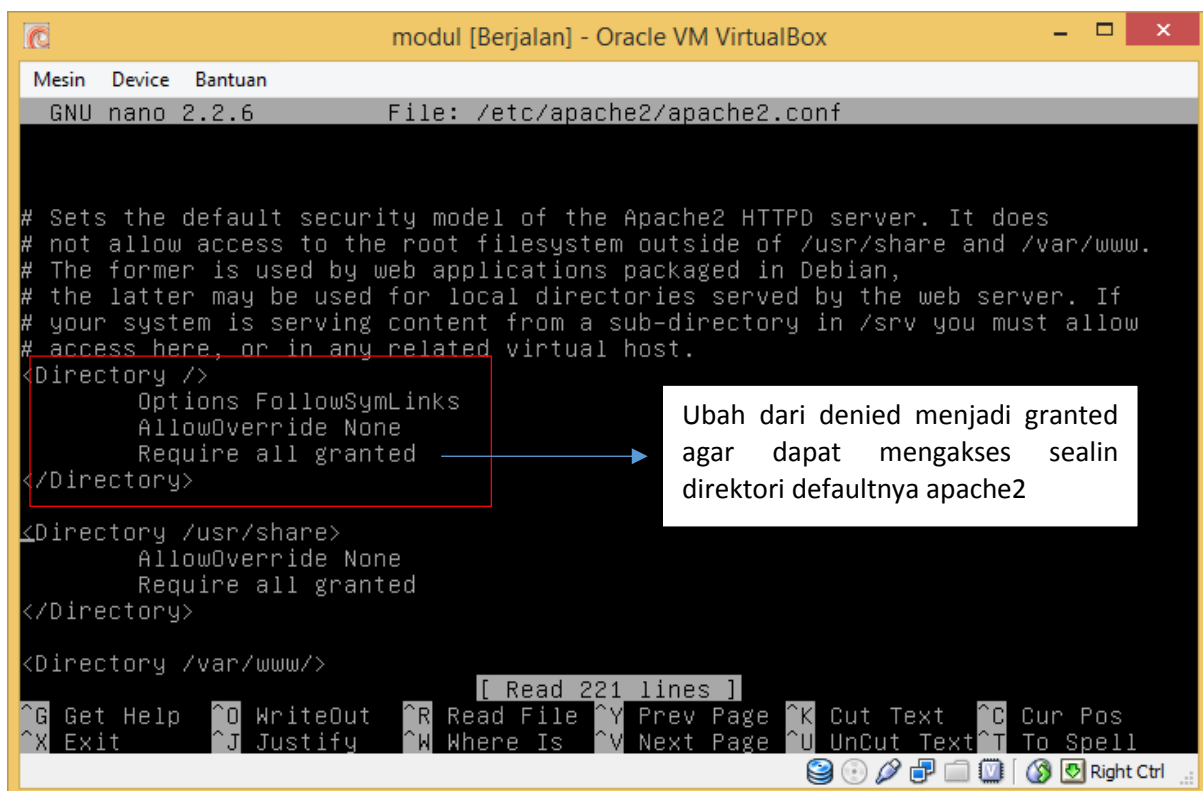 modul [Berjalan] - Oracle VM VirtualBox
Mesin Device Bantuan
GNU nano 2.2.6 File: /etc/apache2/apache2.conf
# Sets the default security model of the Apache2 HTTPD server. It does
# not allow access to the root filesystem outside of /usr/share and /var/www.
# The former is used by web applications packaged in Debian,
# the latter may be used for local directories served by the web server. If
# your system is serving content from a sub-directory in /srv you must allow
# access here, or in any related virtual host.
<Directory />
Options FollowSymLinks
AllowOverride None
Require all granted
</Directory>
Ubah dari denied menjadi granted
agar dapat mengakses sealin
direktori defaultnya apache2
<Directory /usr/share>
AllowOverride None
Require all granted
</Directory>
<Directory /var/www/>
[ Read 221 lines ]
^G Get Help ^O WriteOut ^R Read File ^Y Prev Page ^K Cut Text ^C Cur Pos
^X Exit ^J Justify ^W Where Is ^V Next Page ^U UnCut Text ^T To Spell
Right Ctrl